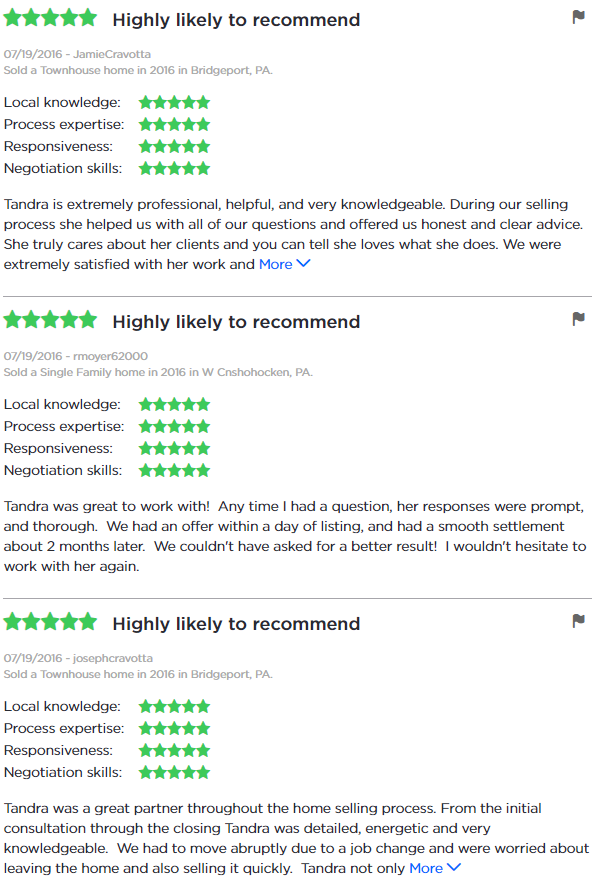 Highly likely to recommend
07/19/2016 - JamieCravotta
Sold a Townhouse home in 2016 in Bridgeport, PA.
Local knowledge:
Process expertise:
Responsiveness:
Negotiation skills:
Tandra is extremely professional, helpful, and very knowledgeable. During our selling
process she helped us with all of our questions and offered us honest and clear advice.
She truly cares about her clients and you can tell she loves what she does. We were
extremely satisfied with her work and More
Highly likely to recommend
07/19/2016 - rmoyer62000
Sold a Single Family home in 2016 in W Cnshohocken, PA.
Local knowledge:
Process expertise:
Responsiveness:
Negotiation skills:
Tandra was great to work with!  Any time I had a question, her responses were prompt,
and thorough.  We had an offer within a day of listing, and had a smooth settlement
about 2 months later.  We couldn't have asked for a better result!  I wouldn't hesitate to
work with her again.
Highly likely to recommend
07/19/2016 - josephcravotta
Sold a Townhouse home in 2016 in Bridgeport, PA.
Local knowledge:
Process expertise:
Responsiveness:
Negotiation skills:
Tandra was a great partner throughout the home selling process. From the initial
consultation through the closing Tandra was detailed, energetic and very
knowledgeable.  We had to move abruptly due to a job change and were worried about
leaving the home and also selling it quickly.  Tandra not only More